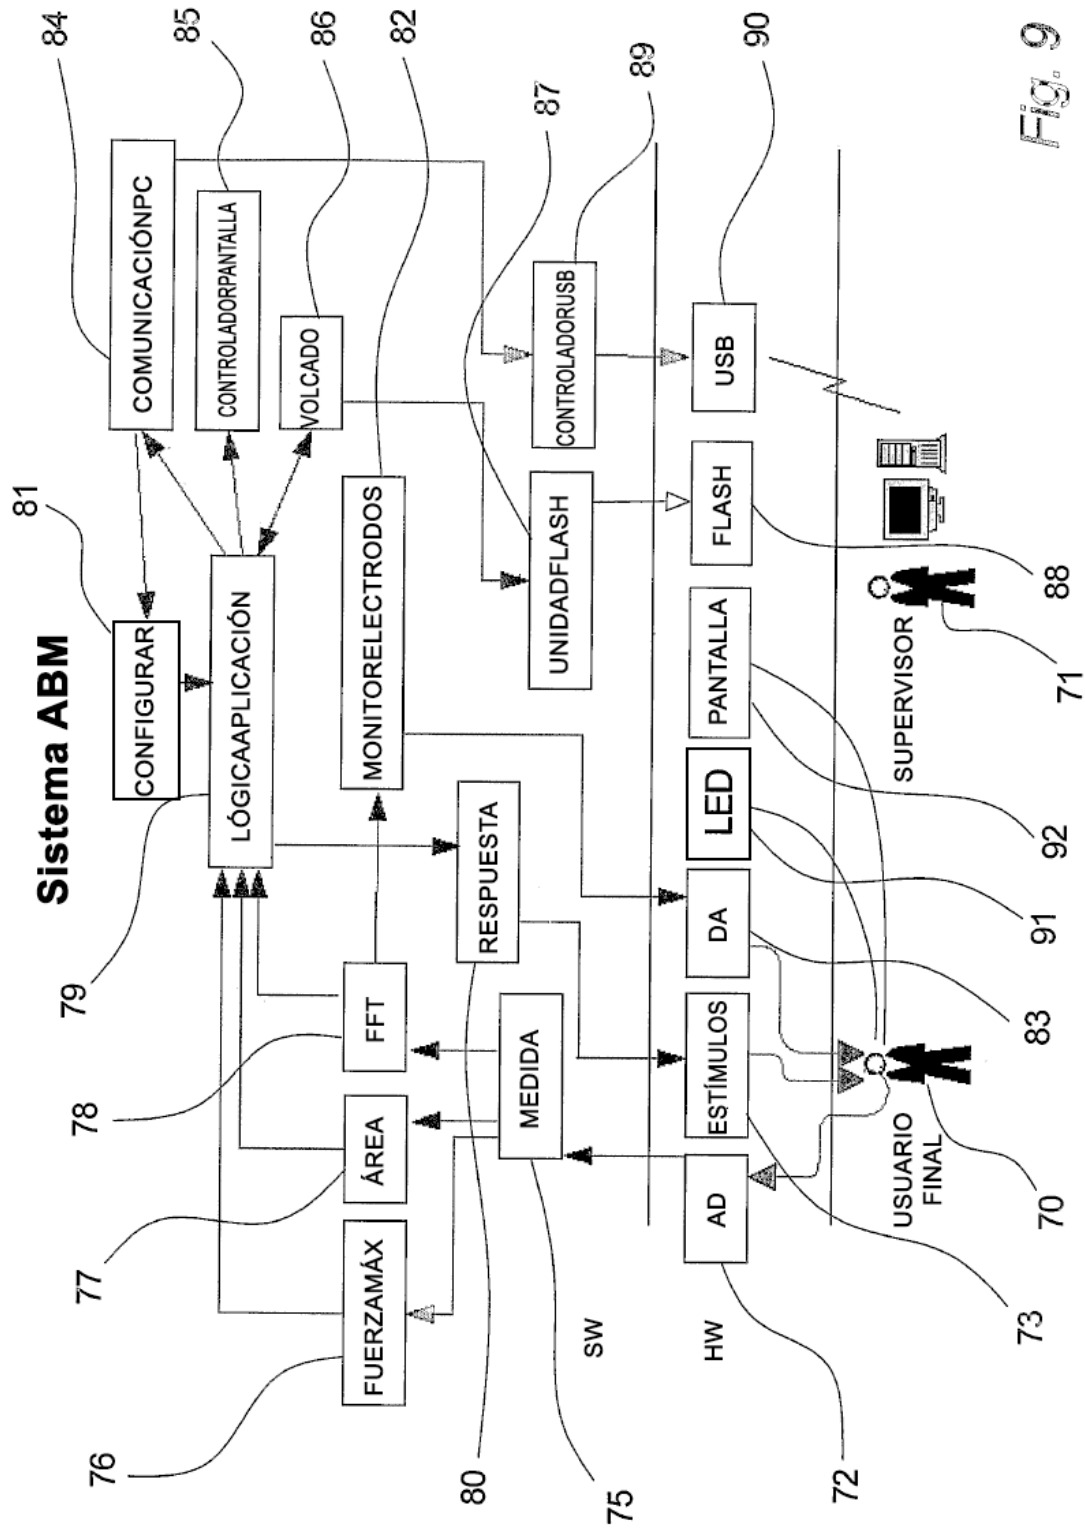 Sistema ABM
81
84
85
86
82
87
89
90
79
78
77
76
80
75
72
73
70
83
91
92
71
88
CONFIGURAR
COMUNICACIÓNPC
LÓGICAAPLICACIÓN
CONTROLADORPANTALLA
VOLCADO
FUERZAMÁX
ÁREA
FFT
MONITORELECTRODOS
RESPUESTA
MEDIDA
UNIDADFLASH
CONTROLADORUSB
SW
HW
AD
ESTÍMULOS
DA
LED
PANTALLA
FLASH
USB
USUARIO
FINAL
SUPERVISOR
Fig. 9